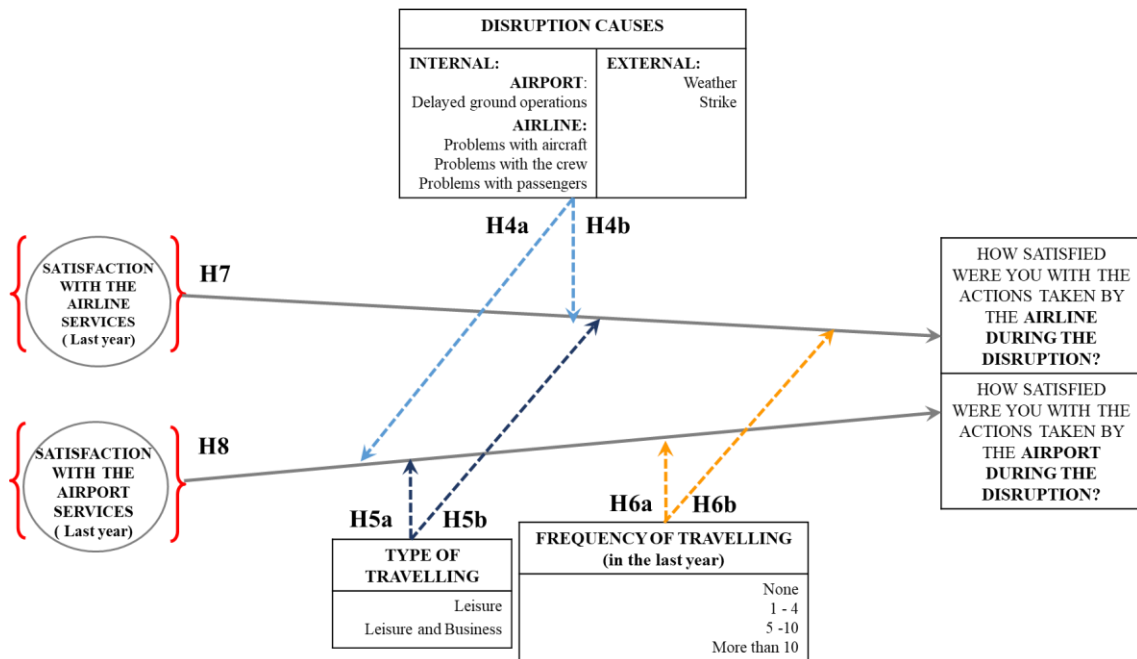 DISRUPTION CAUSES
INTERNAL:
AIRPORT:
Delayed ground operations
AIRLINE:
Problems with aircraft
Problems with the crew
Problems with passengers
EXTERNAL:
Weather
Strike
H4a
H4b
SATISFACTION
WITH THE
AIRLINE
SERVICES
( Last year)
H7
HOW SATISFIED
WERE YOU WITH THE
ACTIONS TAKEN BY
THE AIRLINE
DURING THE
DISRUPTION?
SATISFACTION
WITH THE
AIRPORT
SERVICES
( Last year)
H8
HOW SATISFIED
WERE YOU WITH THE
ACTIONS TAKEN BY
THE AIRPORT
DURING THE
DISRUPTION?
H5a
H5b
H6a
H6b
TYPE OF
TRAVELLING
Leisure
Leisure and Business
FREQUENCY OF TRAVELLING
(in the last year)
None
1 - 4
5 -10
More than 10